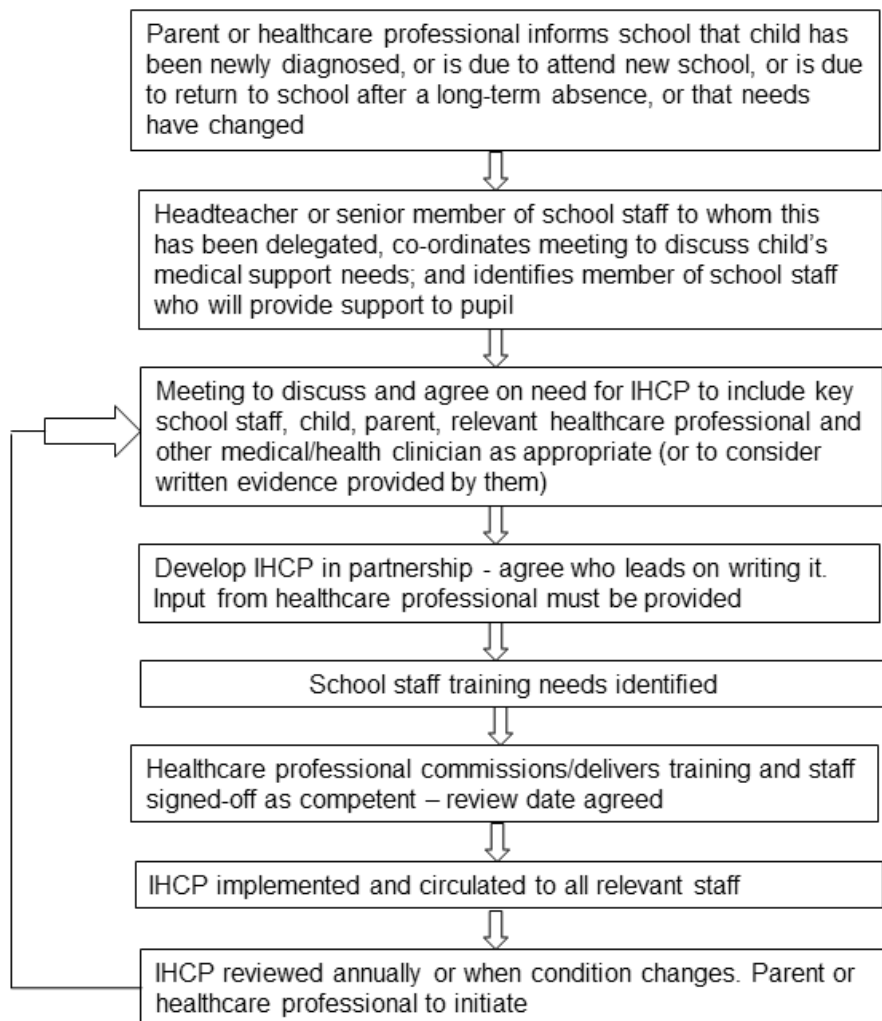 Parent or healthcare professional informs school that child has
been newly diagnosed, or is due to attend new school, or is due
to return to school after a long-term absence, or that needs
have changed
Headteacher or senior member of school staff to whom this
has been delegated, co-ordinates meeting to discuss child's
medical support needs; and identifies member of school staff
who will provide support to pupil
Meeting to discuss and agree on need for IHCP to include key
school staff, child, parent, relevant healthcare professional and
other medical/health clinician as appropriate (or to consider
written evidence provided by them)
Develop IHCP in partnership - agree who leads on writing it.
Input from healthcare professional must be provided
School staff training needs identified
Healthcare professional commissions/delivers training and staff
signed-off as competent – review date agreed
IHCP implemented and circulated to all relevant staff
IHCP reviewed annually or when condition changes. Parent or
healthcare professional to initiate